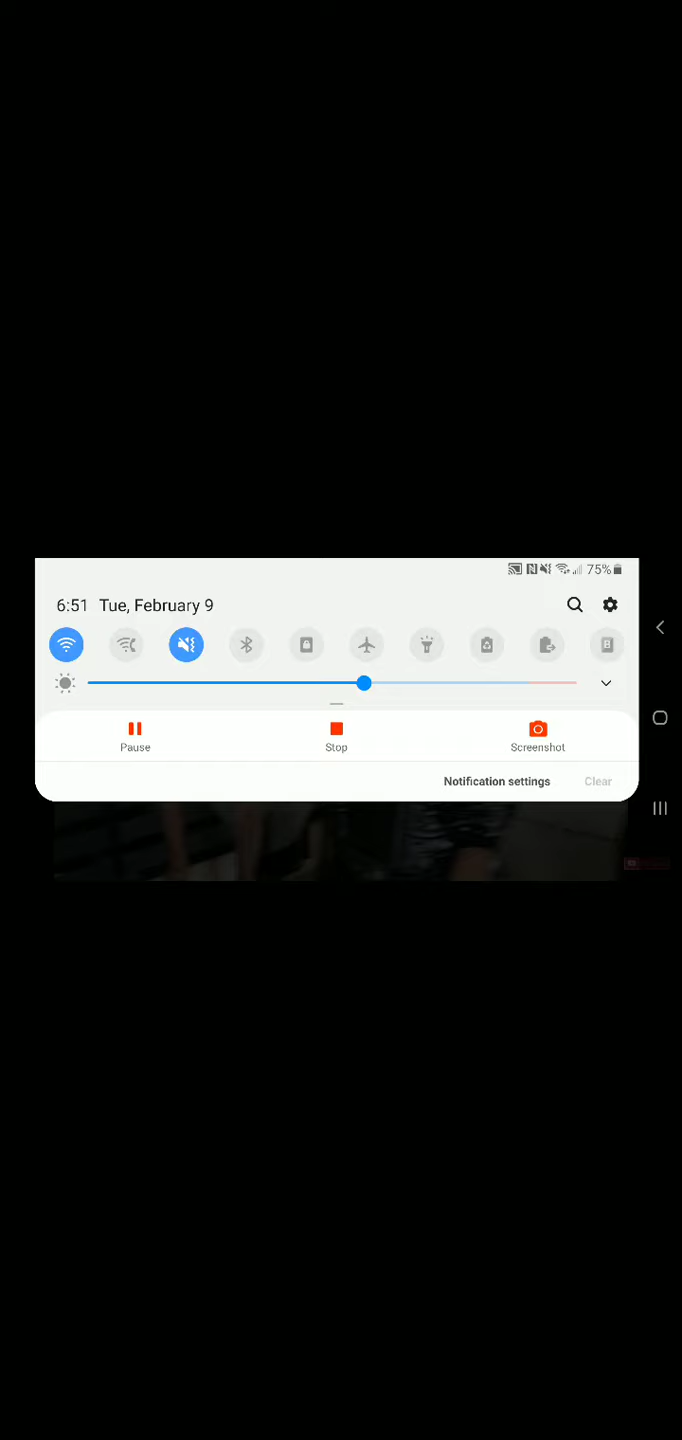 75%
6:51 Tue, February 9
Pause Stop Screenshot
Notification settings Clear